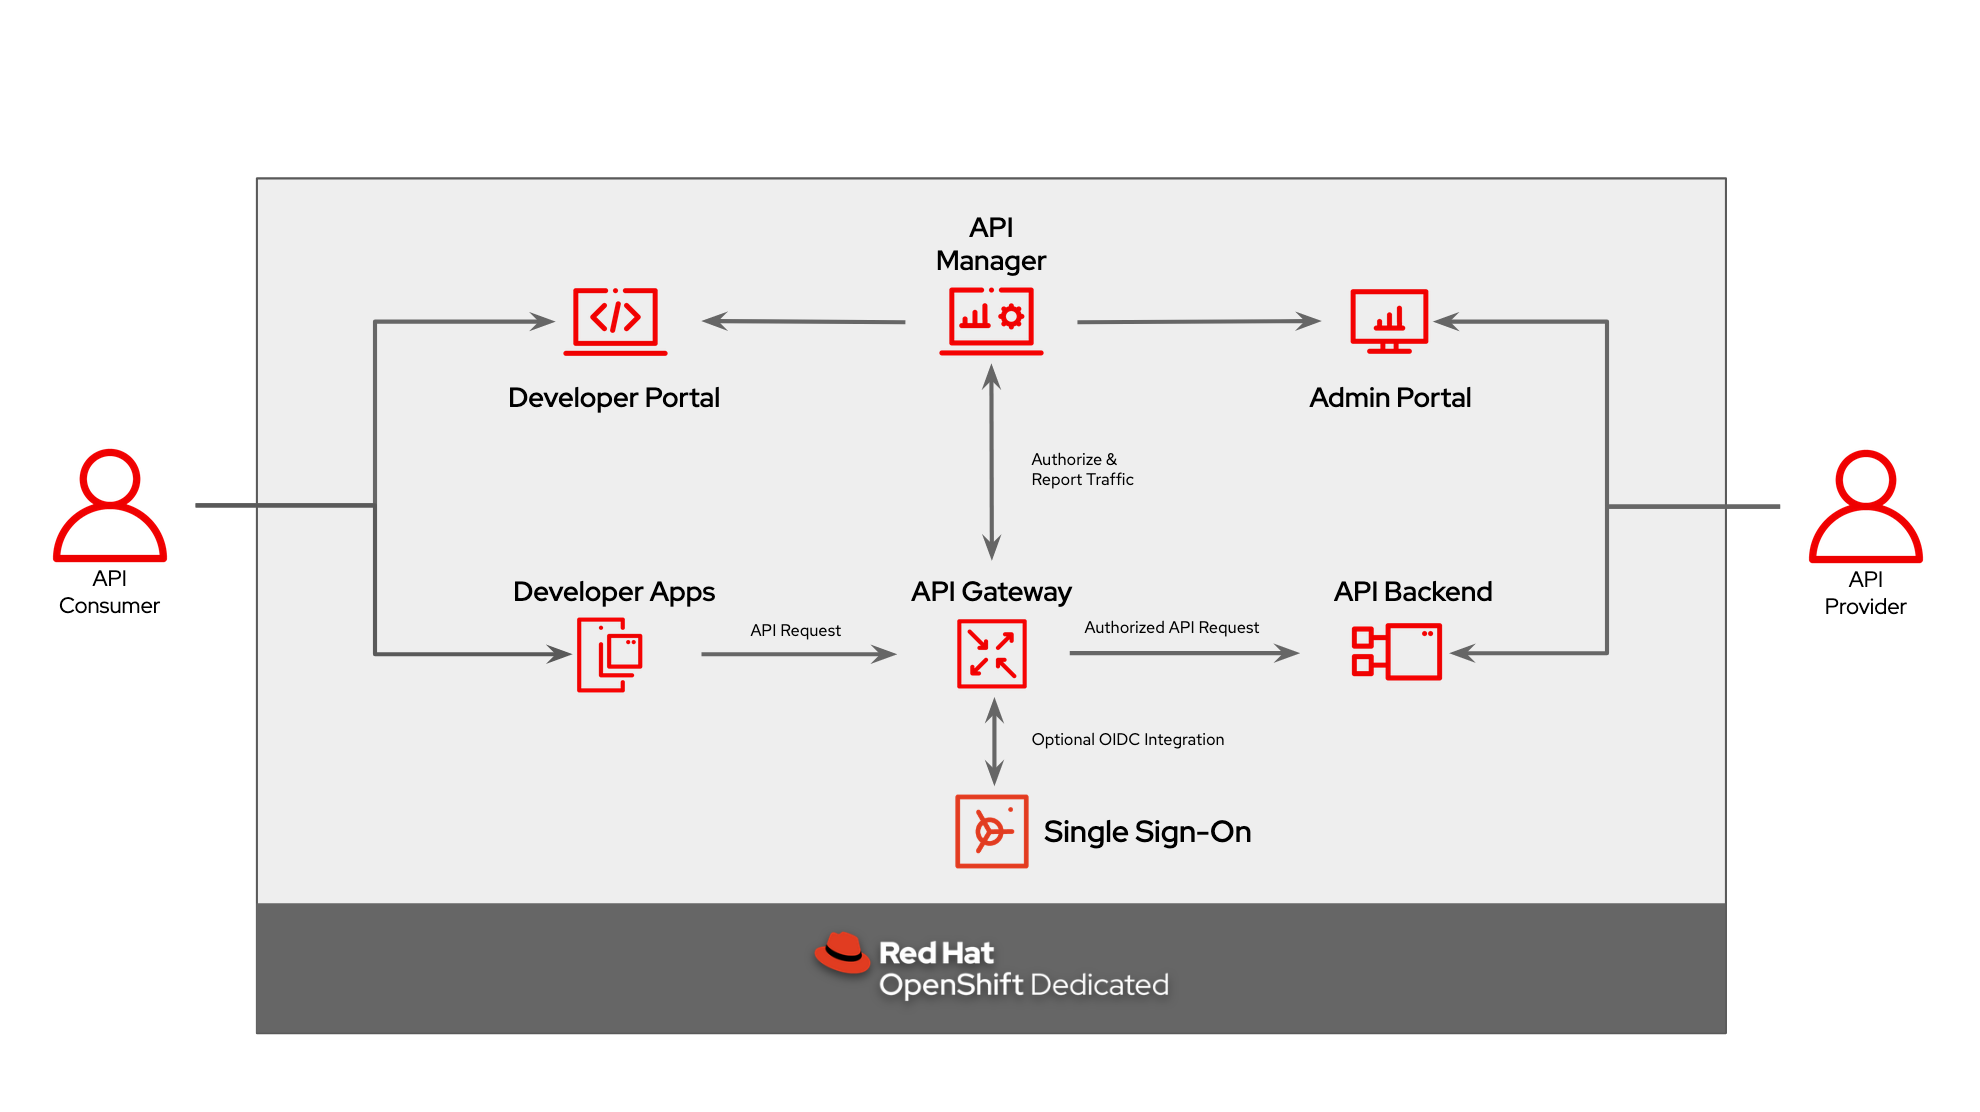 API
Manager
Developer Portal
Admin Portal
Authorize &
Report Traffic
API
Consumer
API
Provider
Developer Apps
API Gateway
API Backend
API Request
Authorized API Request
Optional OIDC Integration
Single Sign-On
Red Hat
OpenShift Dedicated